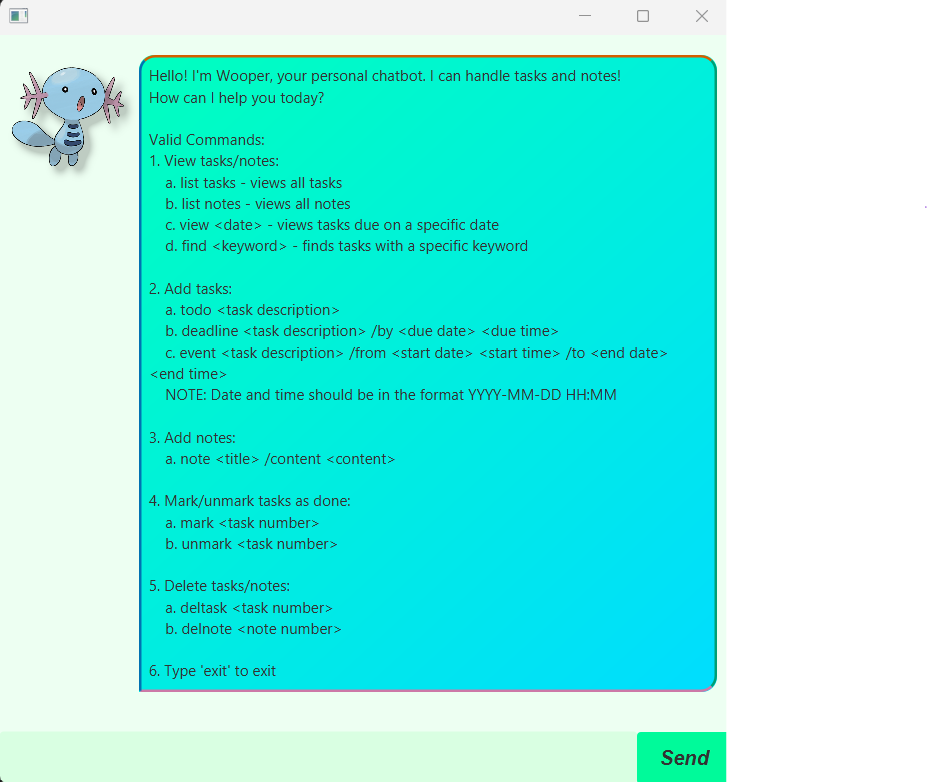 Hello! I'm Wooper, your personal chatbot. I can handle tasks and notes!
How can I help you today?
Valid Commands:
1. View tasks/notes:
a. list tasks - views all tasks
b. list notes - views all notes
c. view <date> - views tasks due on a specific date
d. find <keyword> - finds tasks with a specific keyword
2. Add tasks:
a. todo <task description>
b. deadline <task description> /by <due date> <due time>
c. event <task description> /from <start date> <start time> /to <end date>
<end time>
NOTE: Date and time should be in the format YYYY-MM-DD HH:MM
3. Add notes:
a. note <title> /content <content>
4. Mark/unmark tasks as done:
a. mark <task number>
b. unmark <task number>
5. Delete tasks/notes:
a. deltask <task number>
b. delnote <note number>
6. Type 'exit' to exit
Send